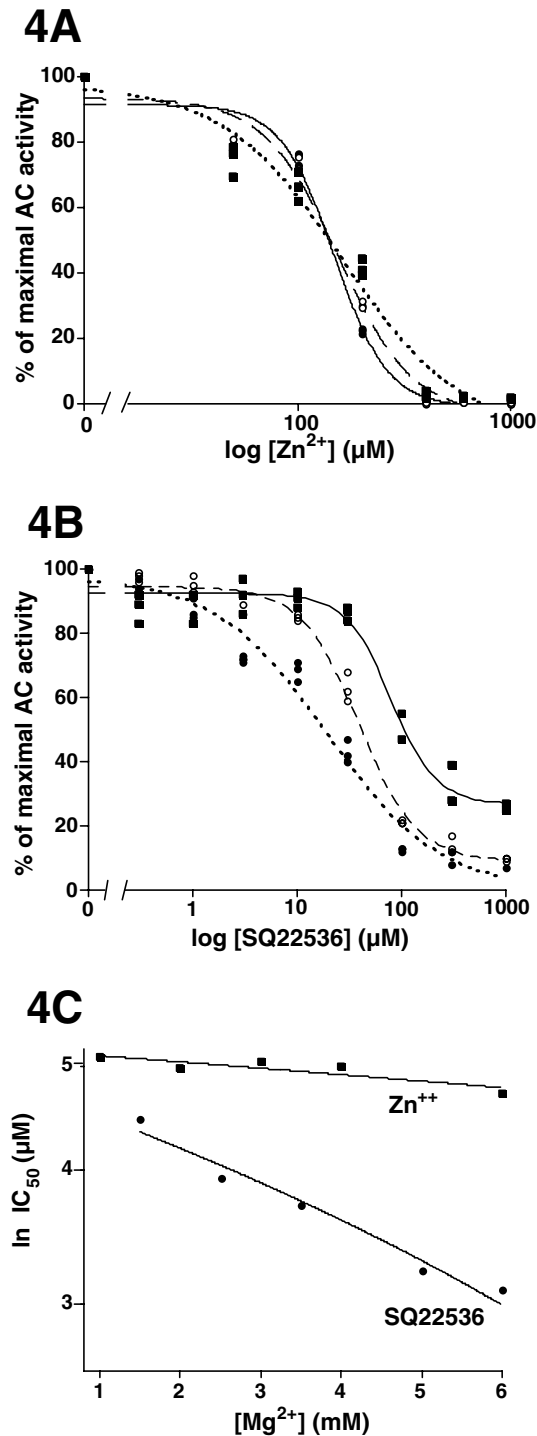 4A
% of maximal AC activity
100
80
60
40
20
0
0
100
1000
log [Zn²⁺] (µM)
4B
% of maximal AC activity
100
80
60
40
20
0
0
1
10
100
1000
log [SQ22536] (µM)
4C
ln IC₅₀ (µM)
5
4
3
Zn⁺⁺
SQ22536
1
2
3
4
5
6
[Mg²⁺] (mM)